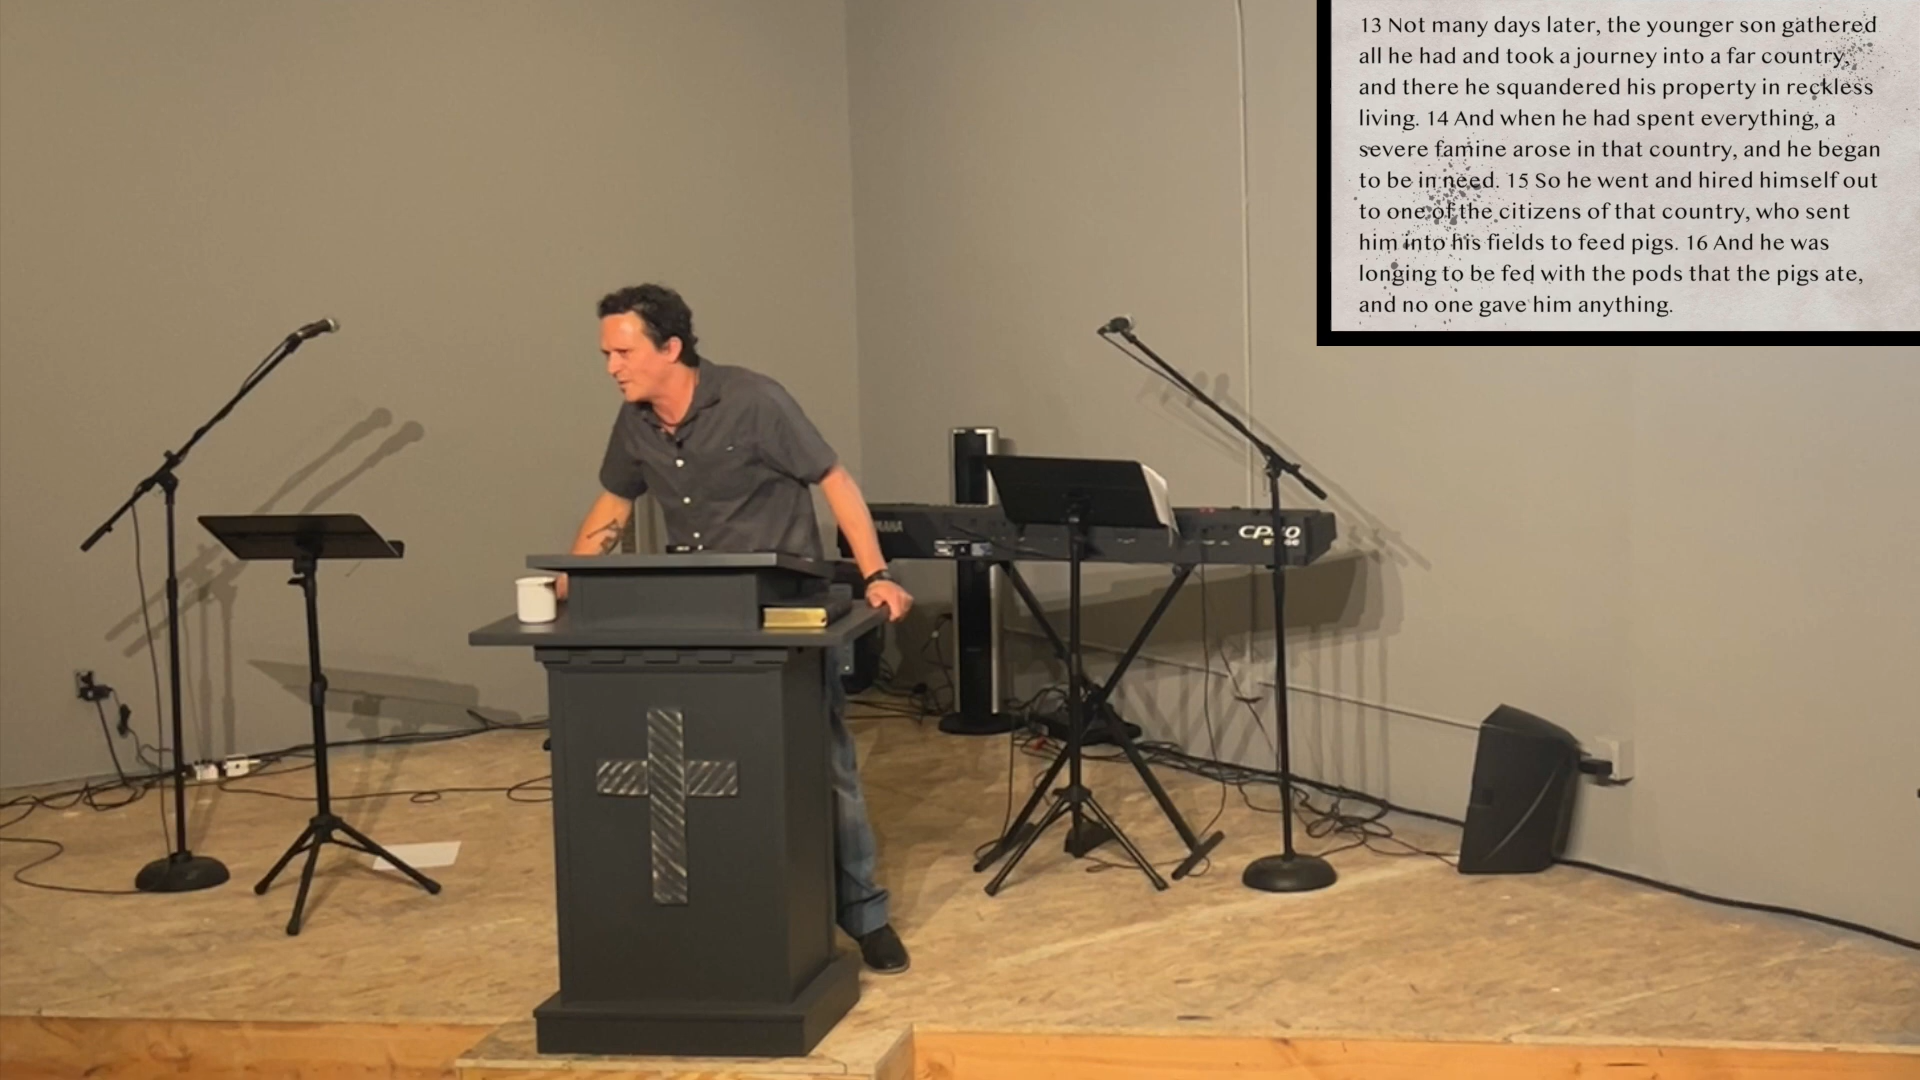 13 Not many days later, the younger son gathered
all he had and took a journey into a far country,
and there he squandered his property in reckless
living. 14 And when he had spent everything, a
severe famine arose in that country, and he began
to be in need. 15 So he went and hired himself out
to one of the citizens of that country, who sent
him into his fields to feed pigs. 16 And he was
longing to be fed with the pods that the pigs ate,
and no one gave him anything.